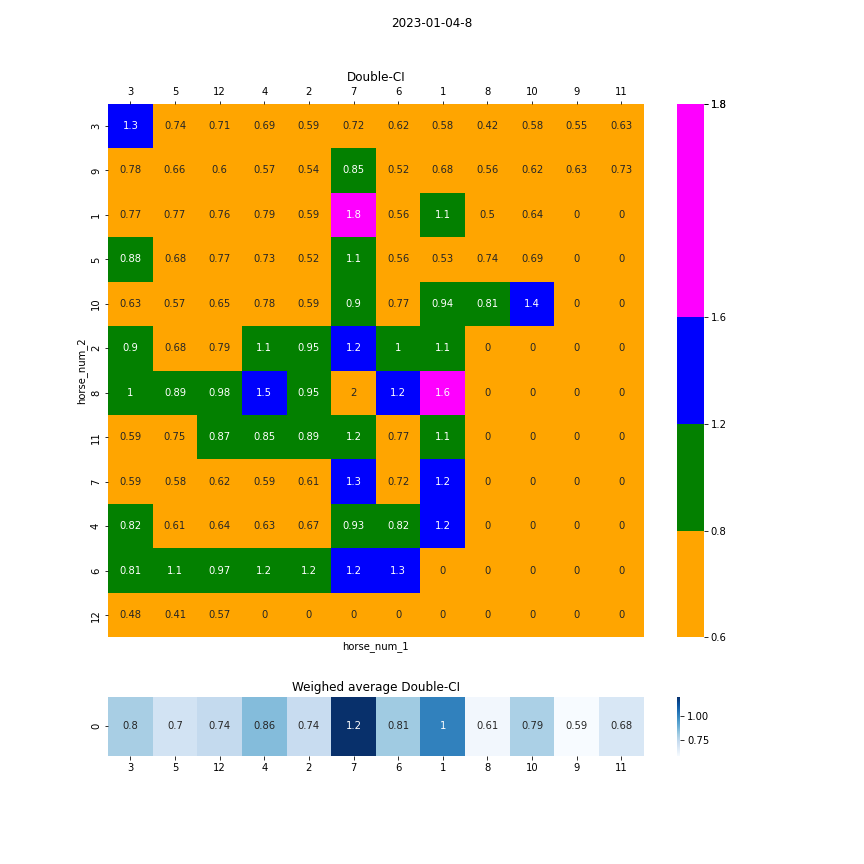 2023-01-04-8
Double-CI
3 5 12 4 2 7 6 1 8 10 9 11
3 1.3 0.74 0.71 0.69 0.59 0.72 0.62 0.58 0.42 0.58 0.55 0.63
9 0.78 0.66 0.6 0.57 0.54 0.85 0.52 0.68 0.56 0.62 0.63 0.73
1 0.77 0.77 0.76 0.79 0.59 1.8 0.56 1.1 0.5 0.64 0 0
5 0.88 0.68 0.77 0.73 0.52 1.1 0.56 0.53 0.74 0.69 0 0
10 0.63 0.57 0.65 0.78 0.59 0.9 0.77 0.94 0.81 1.4 0 0
2 0.9 0.68 0.79 1.1 0.95 1.2 1 1.1 0 0 0 0
8 1 0.89 0.98 1.5 0.95 2 1.2 1.6 0 0 0 0
11 0.59 0.75 0.87 0.85 0.89 1.2 0.77 1.1 0 0 0 0
7 0.59 0.58 0.62 0.59 0.61 1.3 0.72 1.2 0 0 0 0
4 0.82 0.61 0.64 0.63 0.67 0.93 0.82 1.2 0 0 0 0
6 0.81 1.1 0.97 1.2 1.2 1.2 1.3 0 0 0 0 0
12 0.48 0.41 0.57 0 0 0 0 0 0 0 0 0
horse_num_2
horse_num_1
1.8
1.6
1.2
0.8
0.6
Weighed average Double-CI
0 0.8 0.7 0.74 0.86 0.74 1.2 0.81 1 0.61 0.79 0.59 0.68
3 5 12 4 2 7 6 1 8 10 9 11
1.00
0.75